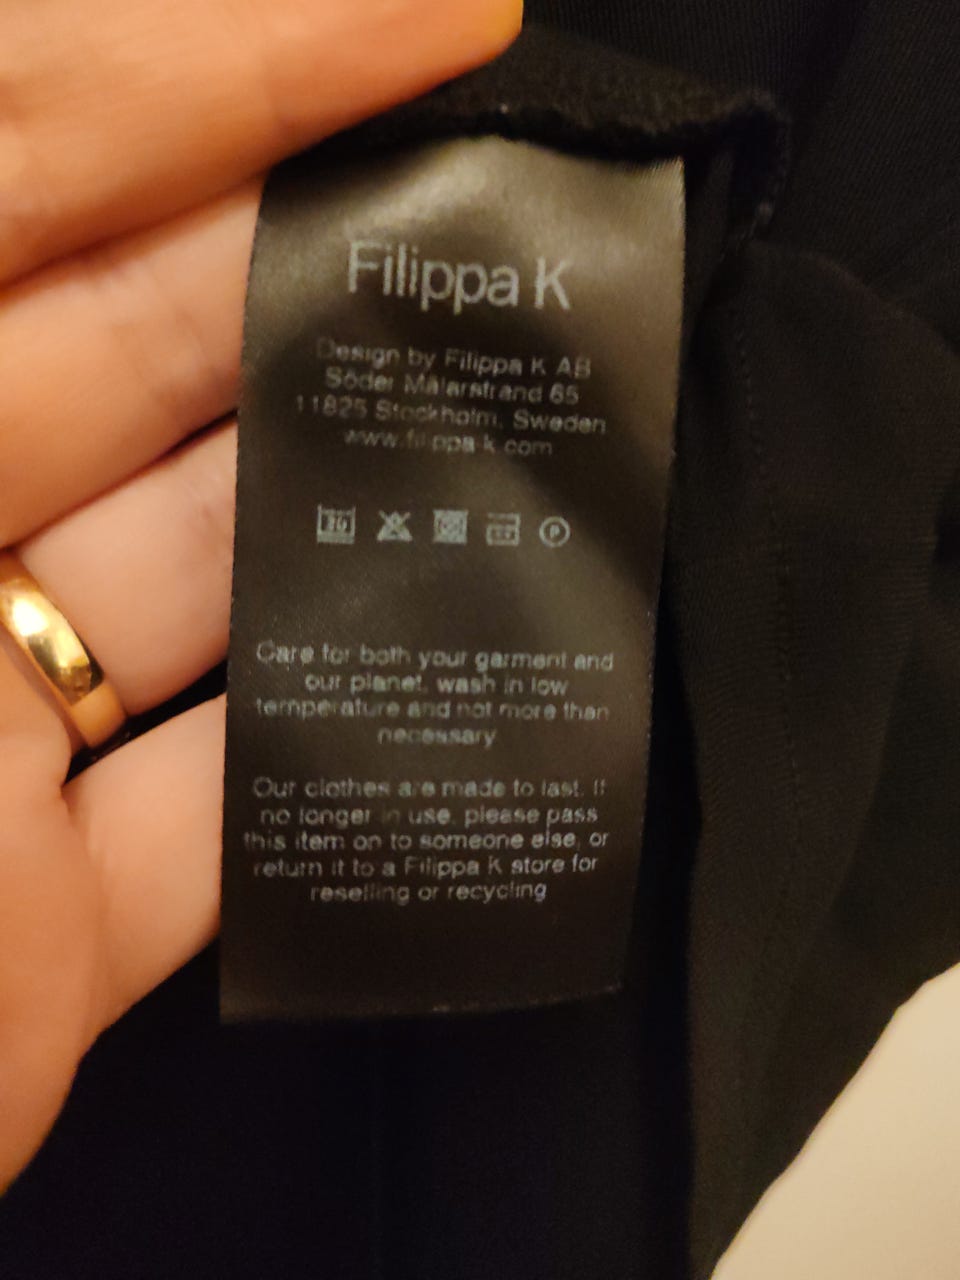 Filippa K
Design by Filippa K AB
Söder Mälarstrand 65
11825 Stockholm, Sweden
www.filippa-k.com
30
P
Care for both your garment and
our planet, wash in low
temperature and not more than
necessary
Our clothes are made to last. If
no longer in use, please pass
this item on to someone else, or
return it to a Filippa K store for
reselling or recycling